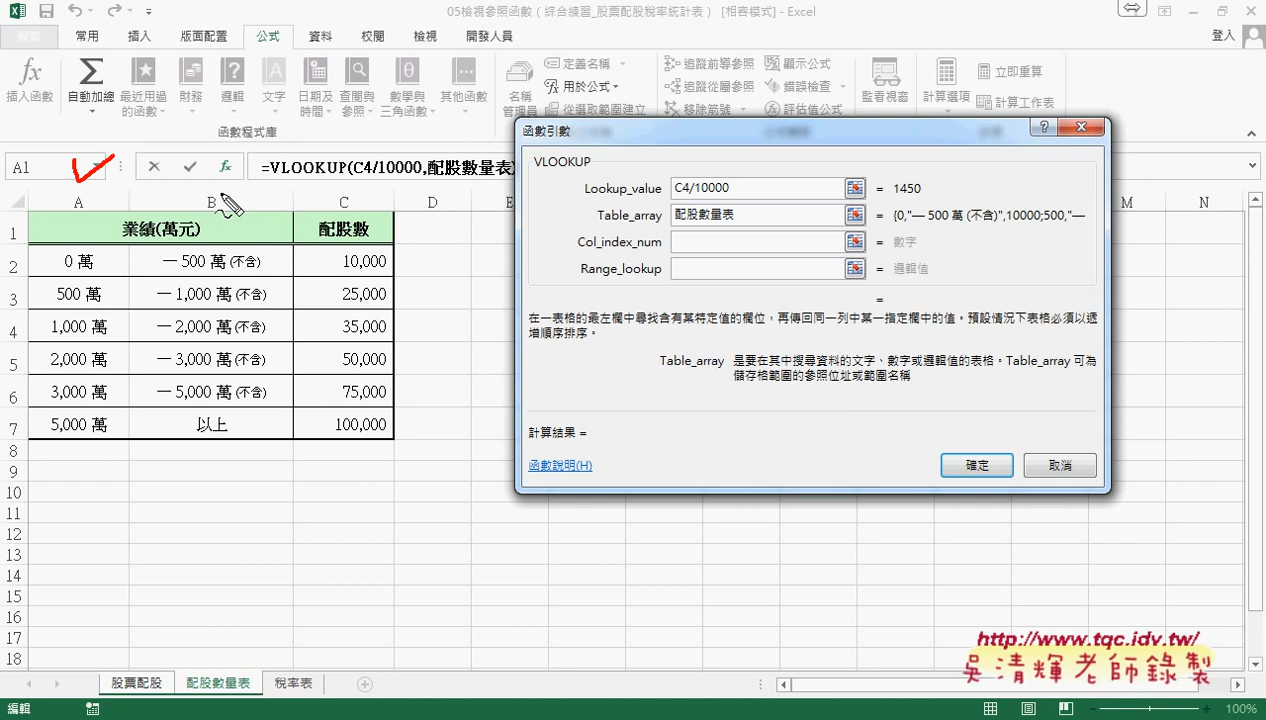 05檢視參照函數（綜合練習_股票配股稅率統計表） [相容模式] - Excel
常用 插入 版面配置 公式 資料 校閱 檢視 開發人員 登入
插入函數 自動加總 最近用過的函數 財務 邏輯 文字 日期及時間 查閱與參照 數學與三角函數 其他函數
函數程式庫
名稱管理員 定義名稱 用於公式 從選取範圍建立
追蹤前導參照 追蹤從屬參照 移除箭號 顯示公式 錯誤檢查 評估值公式
監看視窗 計算選項 立即重算 計算工作表
A1 fx =VLOOKUP(C4/10000,配股數量表)
A B C D E M N
1 業績(萬元) 配股數
2 0 萬 — 500 萬 (不含) 10,000
3 500 萬 — 1,000 萬 (不含) 25,000
4 1,000 萬 — 2,000 萬 (不含) 35,000
5 2,000 萬 — 3,000 萬 (不含) 50,000
6 3,000 萬 — 5,000 萬 (不含) 75,000
7 5,000 萬 以上 100,000
8
9
10
11
12
13
14
15
16
17
18
函數引數
VLOOKUP
Lookup_value C4/10000 = 1450
Table_array 配股數量表 = {0,"— 500 萬 (不含)",10000;500,"—
Col_index_num = 數字
Range_lookup = 邏輯值
=
在一表格的最左欄中尋找含有某特定值的欄位，再傳回同一列中某一指定欄中的值。預設情況下表格必須以遞
增順序排序。
Table_array 是要在其中搜尋資料的文字、數字或邏輯值的表格。Table_array 可為
儲存格範圍的參照位址或範圍名稱
計算結果 =
函數說明(H) 確定 取消
http://www.tqc.idv.tw/
吳清輝老師錄製
股票配股 配股數量表 稅率表
編輯 100%